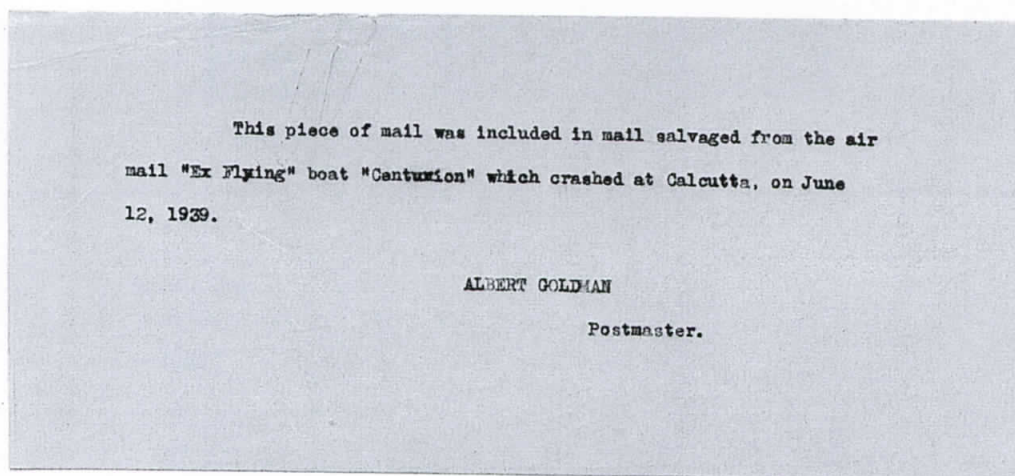 This piece of mail was included in mail salvaged from the air
mail "Ex Flying" boat "Centurion" which crashed at Calcutta, on June
12, 1939.
ALBERT GOLDMAN
Postmaster.